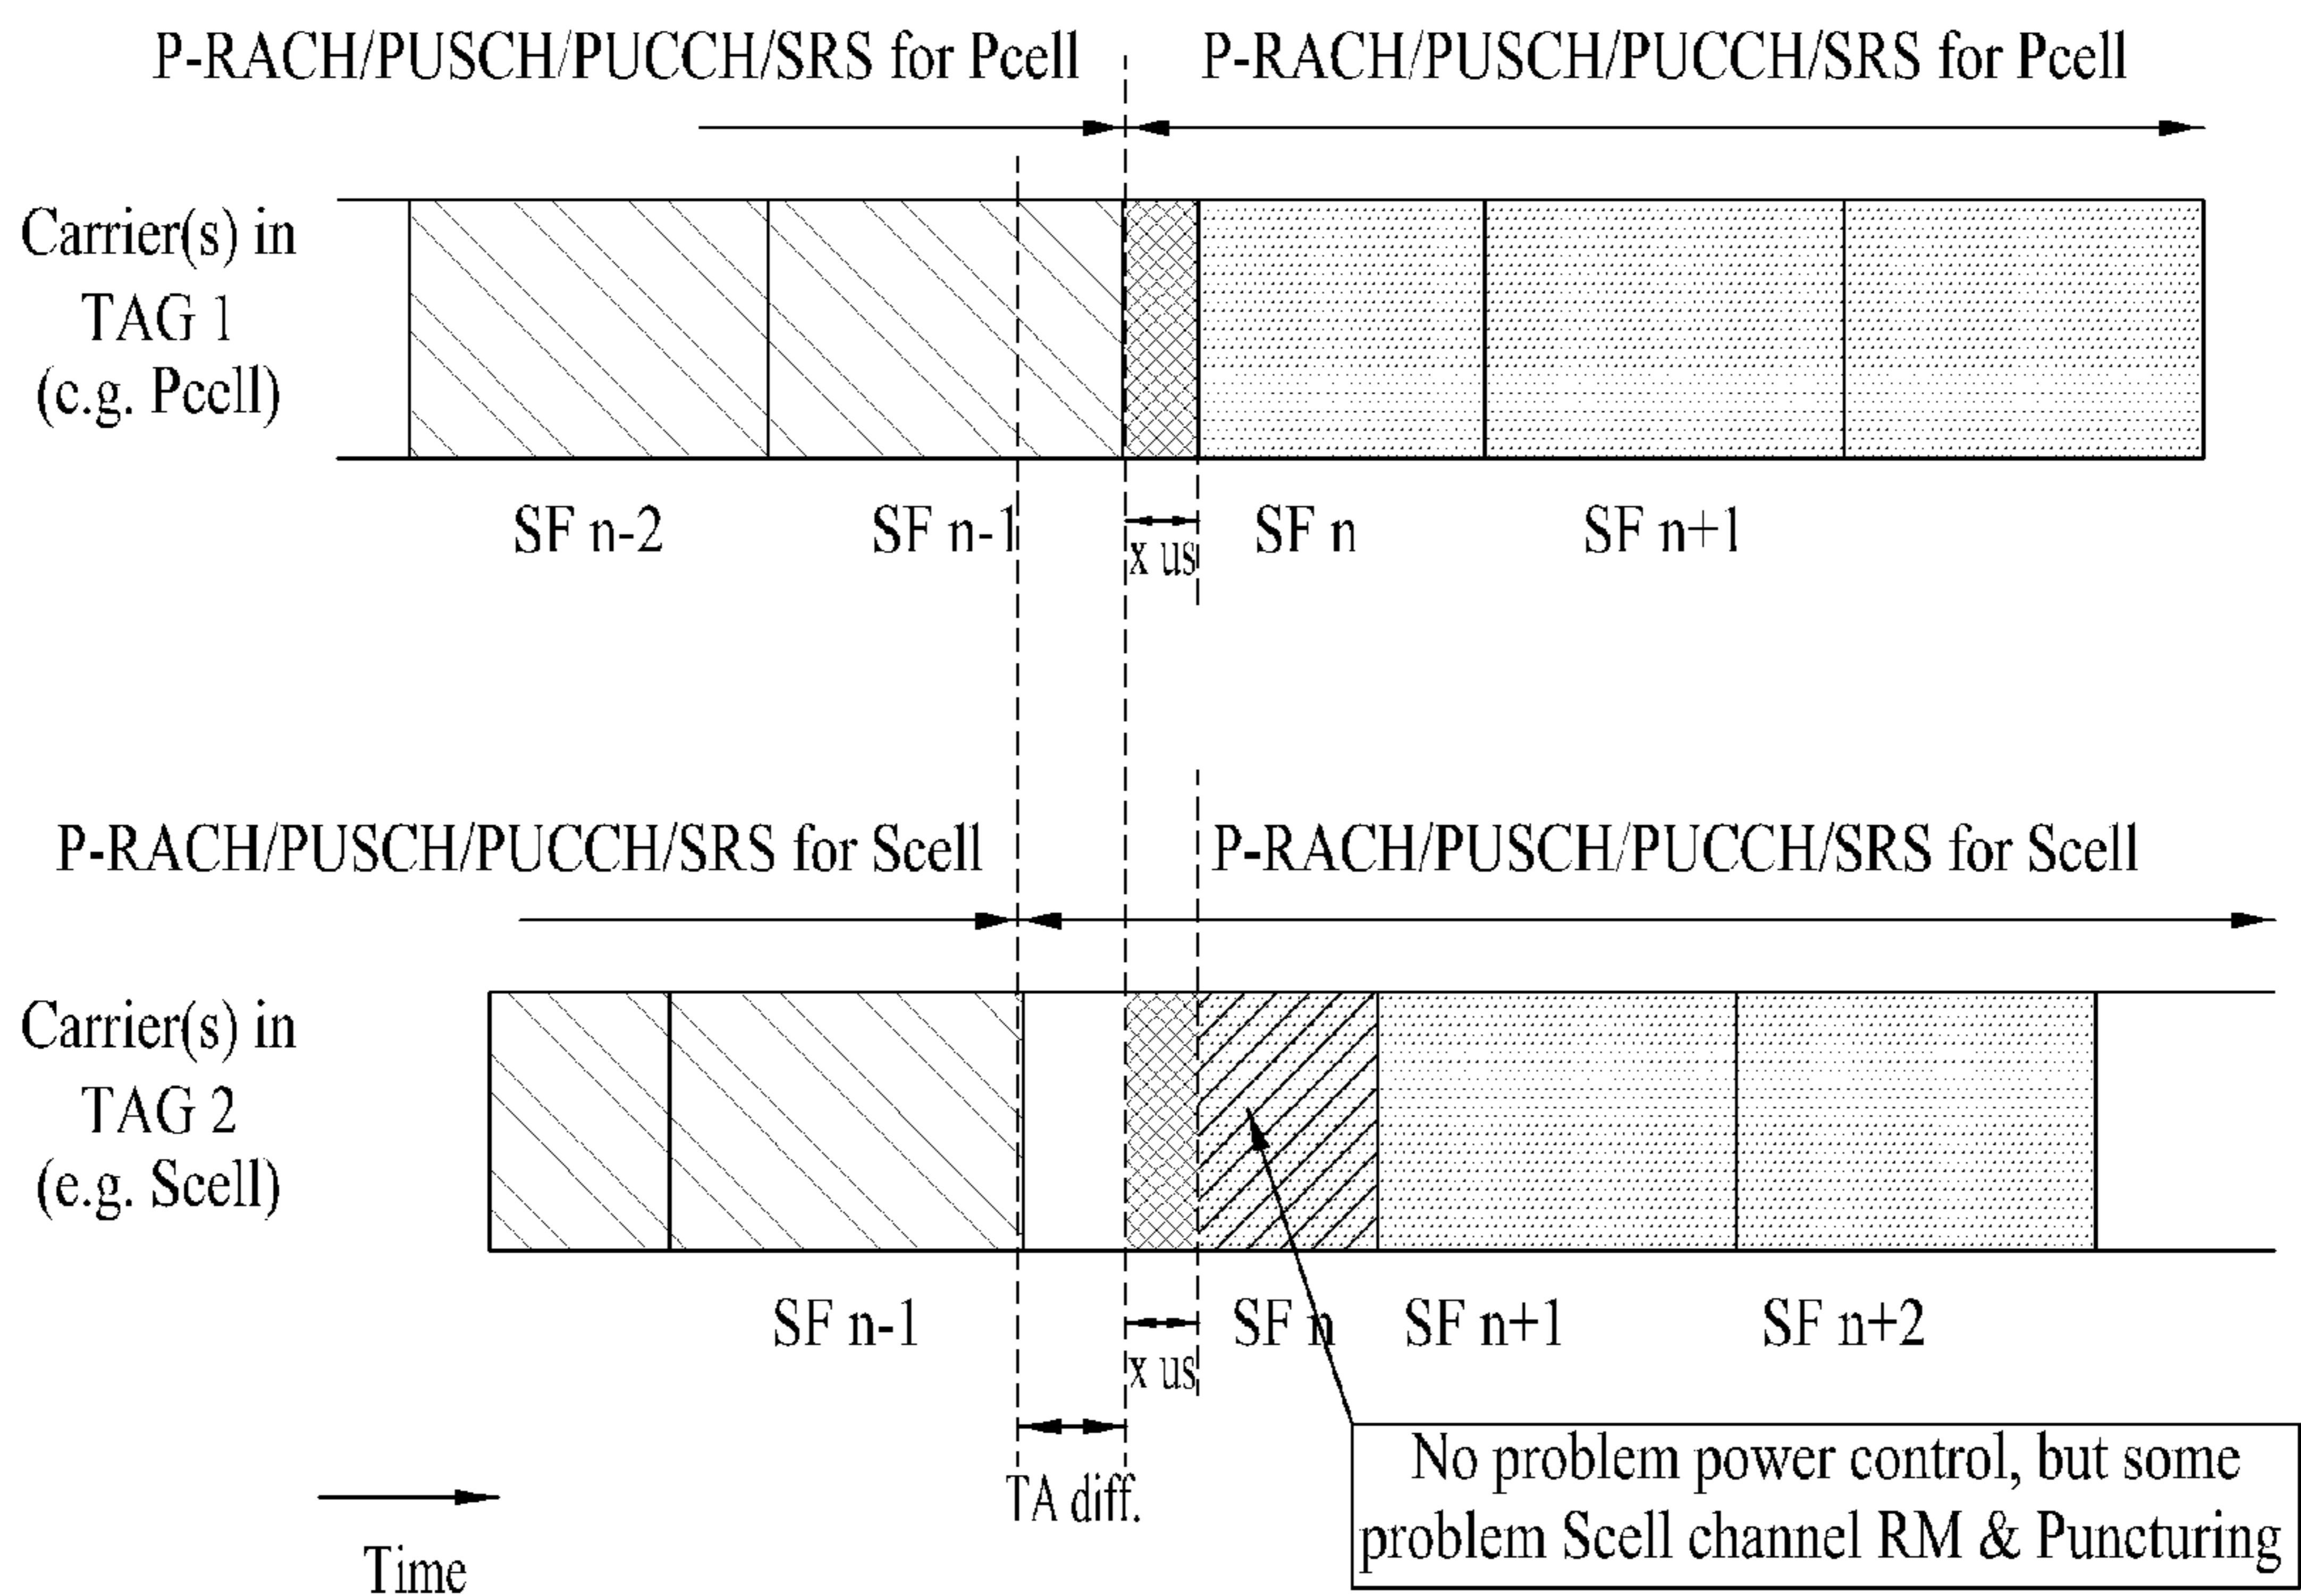 P-RACH/PUSCH/PUCCH/SRS for Pcell
P-RACH/PUSCH/PUCCH/SRS for Pcell
Carrier(s) in
TAG 1
(c.g. Pcell)
SF n-2
SF n-1
x us
SF n
SF n+1
P-RACH/PUSCH/PUCCH/SRS for Scell
P-RACH/PUSCH/PUCCH/SRS for Scell
Carrier(s) in
TAG 2
(e.g. Scell)
SF n-1
x us
SF n
SF n+1
SF n+2
TA diff.
No problem power control, but some
problem Scell channel RM & Puncturing
Time